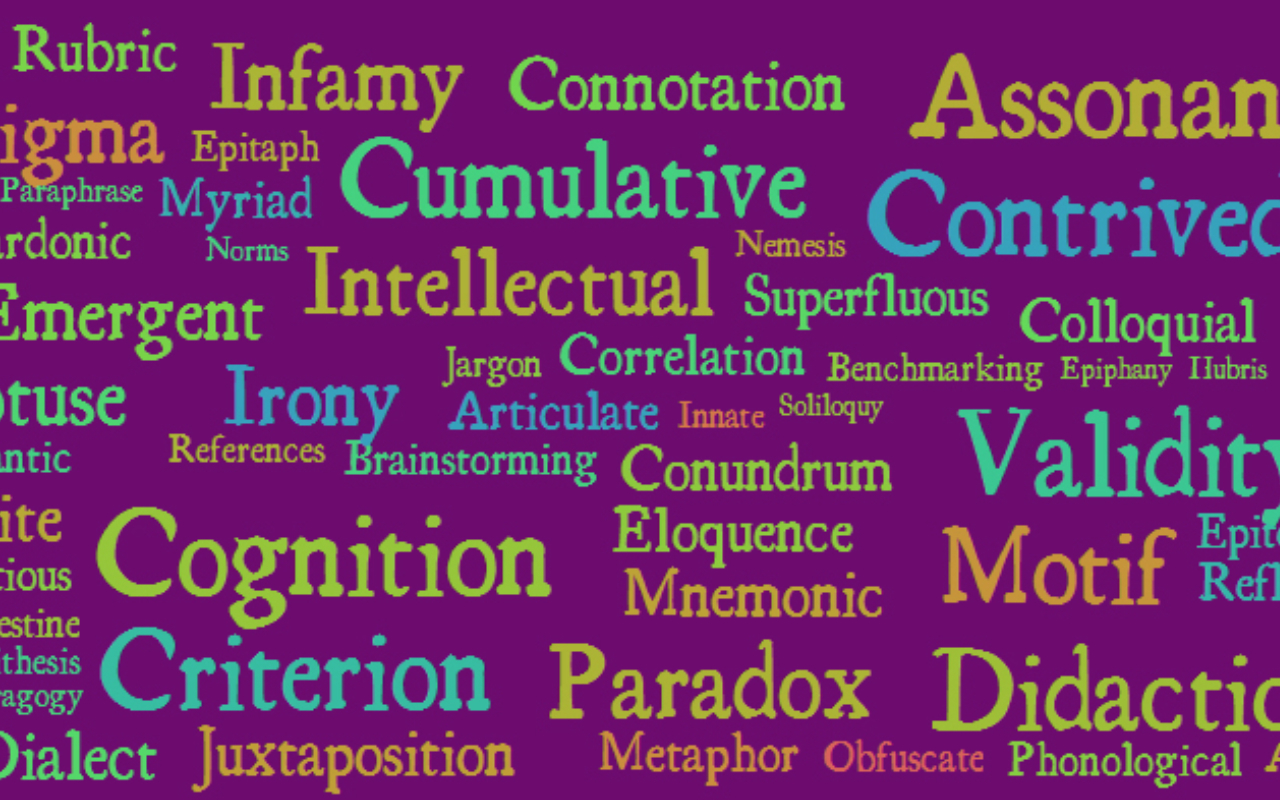 Rubric Infamy Connotation Assonan
igma Epitaph Cumulative
Paraphrase Myriad Contrived
ardonic Norms Intellectual Nemesis
Emergent Superfluous Colloquial
Jargon Correlation Benchmarking Epiphany Hubris
tuse Irony Articulate Innate Soliloquy
antic References Brainstorming Conundrum Validity
ite Cognition Eloquence Motif Epit
cious Mnemonic Refl
estine
thesis Criterion Paradox Didactic
agogy
Dialect Juxtaposition Metaphor Obfuscate Phonological A